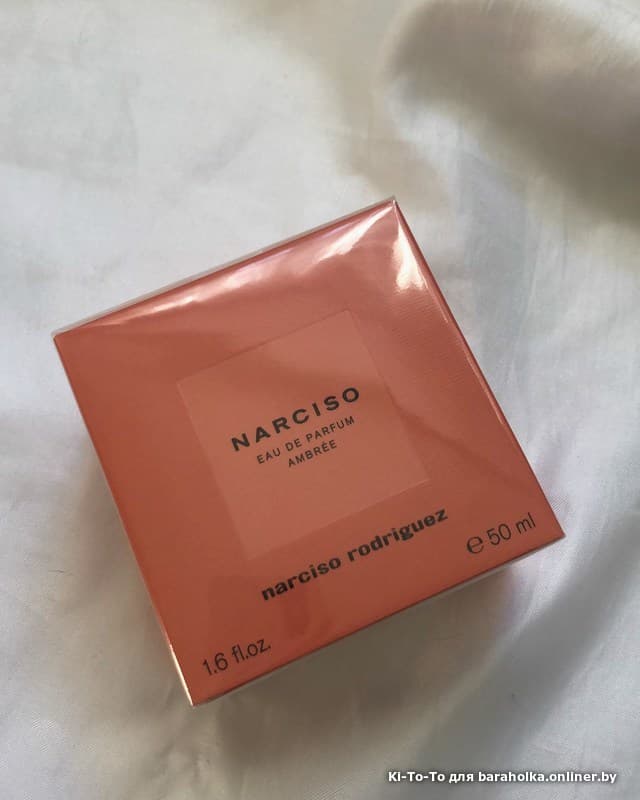 NARCISO
EAU DE PARFUM
AMBRÉE
narciso rodriguez
℮ 50 ml
1.6 fl.oz.
KI-To-To для baraholka.onliner.by